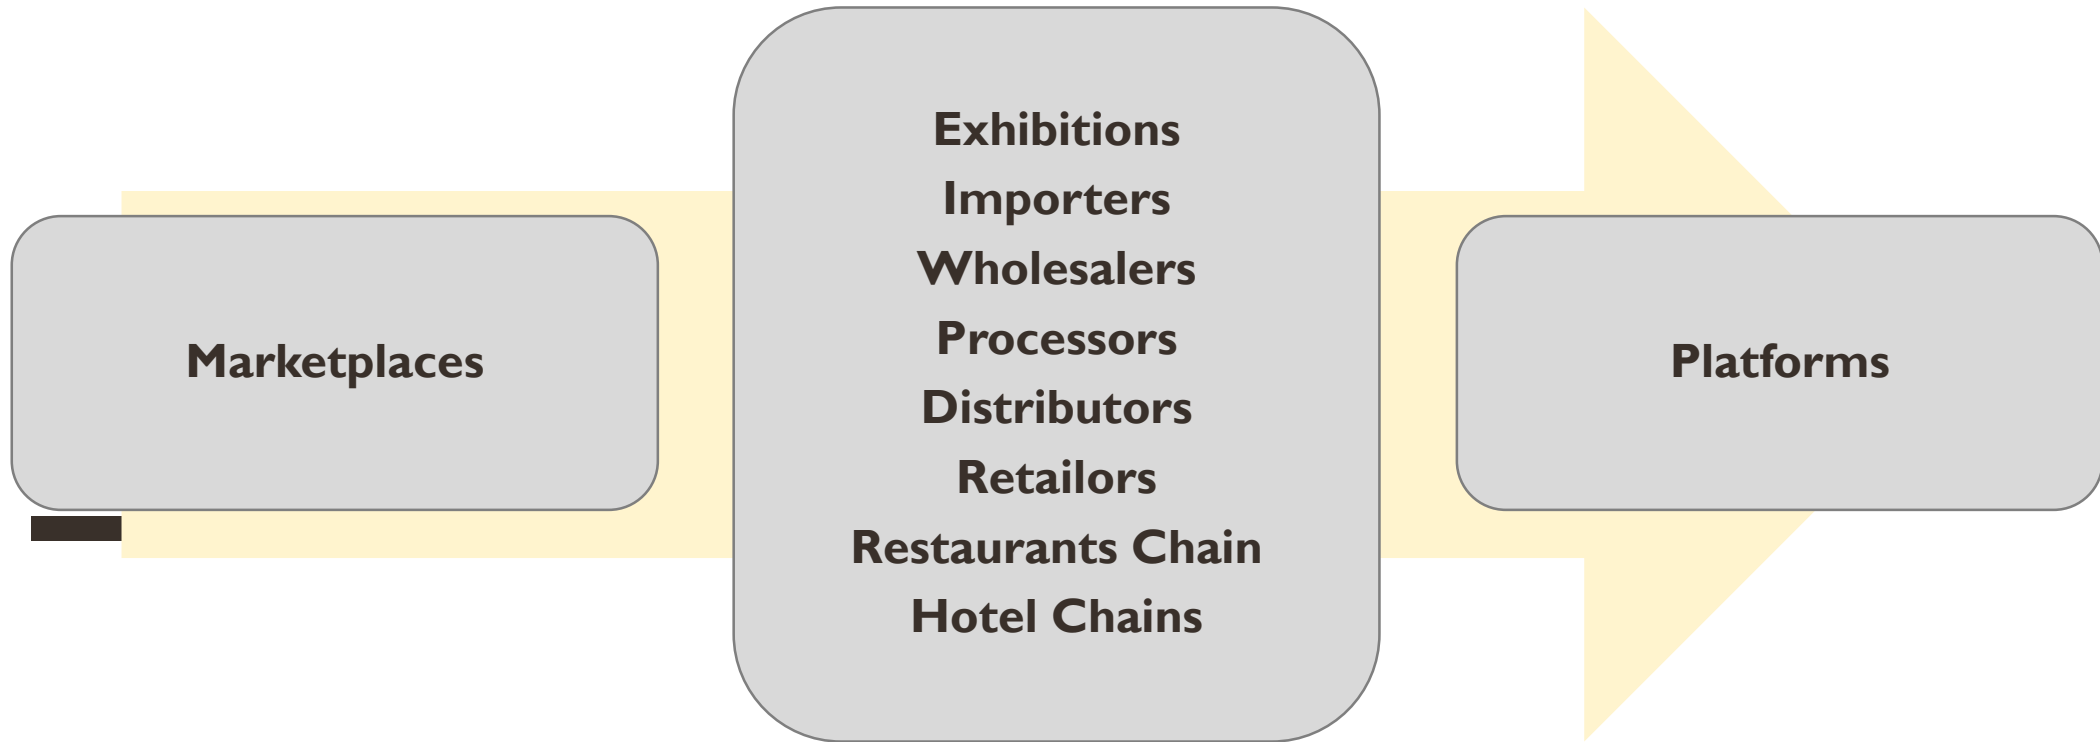 Marketplaces
Exhibitions
Importers
Wholesalers
Processors
Distributors
Retailors
Restaurants Chain
Hotel Chains
Platforms